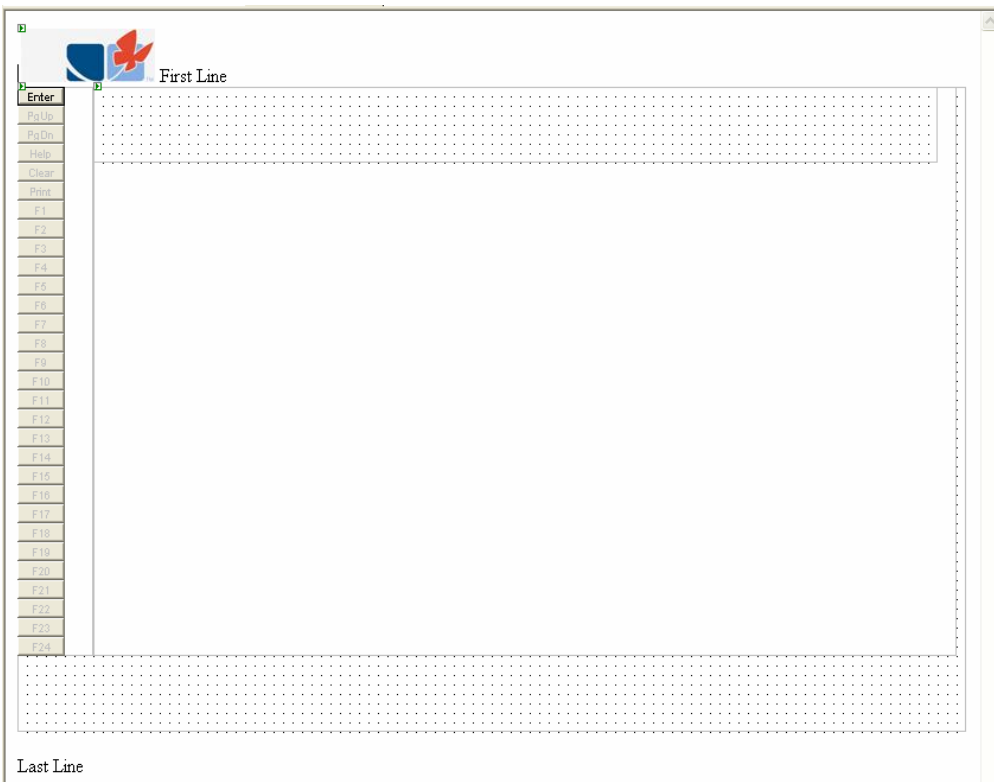 First Line
Enter
PgUp
PgDn
Help
Clear
Print
F1
F2
F3
F4
F5
F6
F7
F8
F9
F10
F11
F12
F13
F14
F15
F16
F17
F18
F19
F20
F21
F22
F23
F24
Last Line